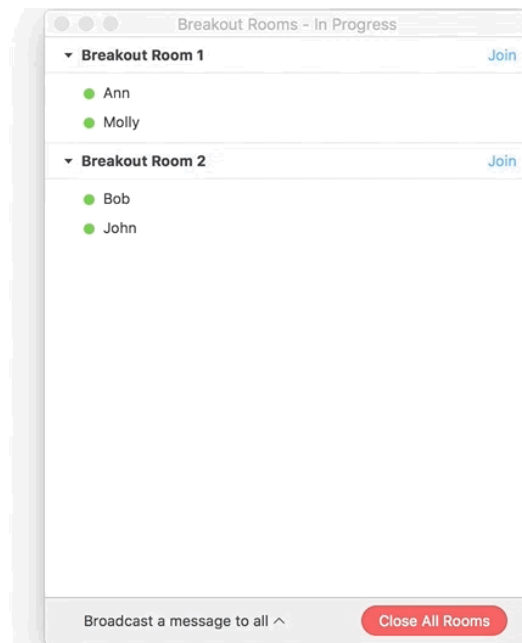 Breakout Rooms - In Progress
Breakout Room 1 Join
Ann
Molly
Breakout Room 2 Join
Bob
John
Broadcast a message to all Close All Rooms